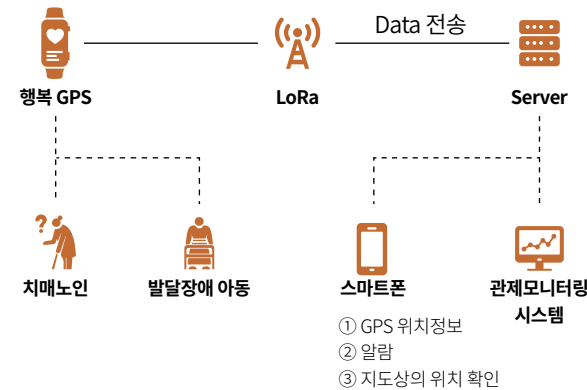 Data 전송
행복 GPS
LoRa
Server
?
치매노인
발달장애 아동
스마트폰
관제모니터링
시스템
① GPS 위치정보
② 알람
③ 지도상의 위치 확인